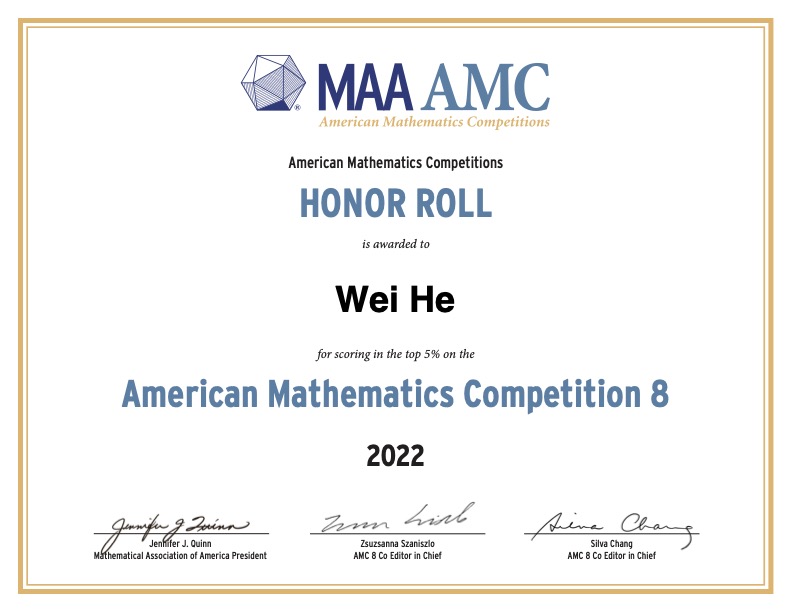 MAA AMC
®
American Mathematics Competitions
American Mathematics Competitions
HONOR ROLL
is awarded to
Wei He
for scoring in the top 5% on the
American Mathematics Competition 8
2022
Jennifer J. Quinn
Jennifer J. Quinn
Mathematical Association of America President
Zsuzsanna Szaniszlo
AMC 8 Co Editor in Chief
Silva Chang
Silva Chang
AMC 8 Co Editor in Chief